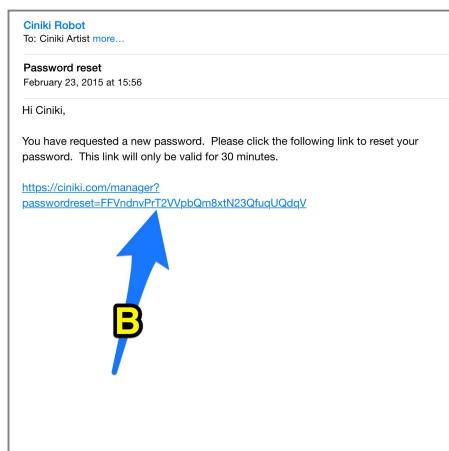 Ciniki Robot
To: Ciniki Artist more...
Password reset
February 23, 2015 at 15:56
Hi Ciniki,
You have requested a new password.  Please click the following link to reset your
password.  This link will only be valid for 30 minutes.
https://ciniki.com/manager?
passwordreset=FFVndnvPrT2VVpbQm8xtN23QfuqUQdqV
B